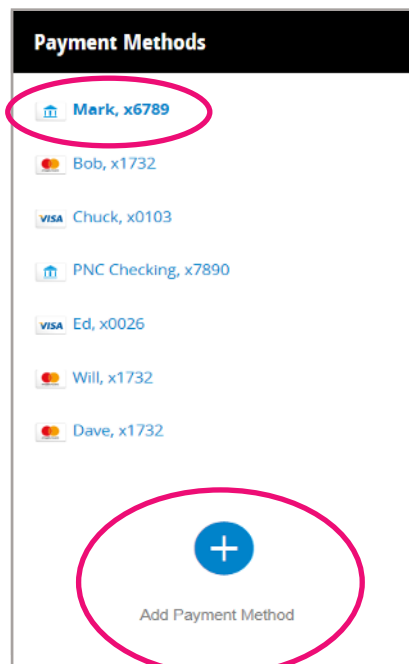 Payment Methods
Mark, x6789
Bob, x1732
VISA Chuck, x0103
PNC Checking, x7890
VISA Ed, x0026
Will, x1732
Dave, x1732
Add Payment Method